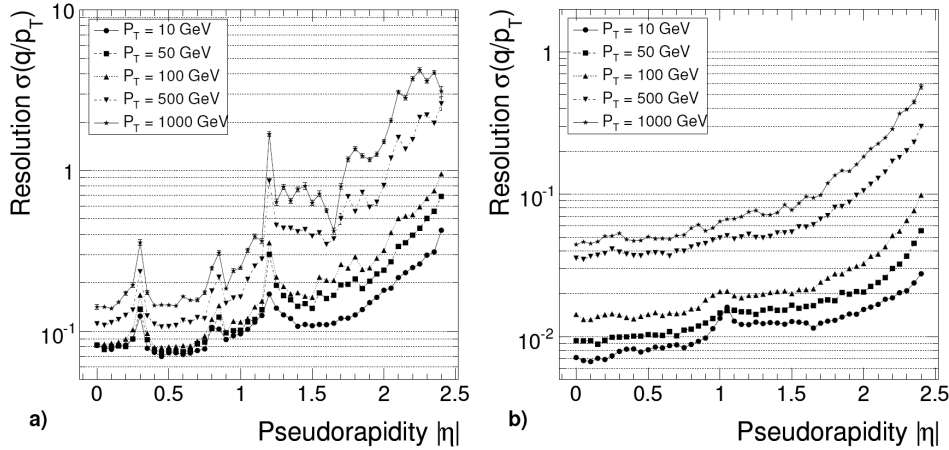 Resolution σ(q/p_T)
10
1
10^-1
P_T = 10 GeV
P_T = 50 GeV
P_T = 100 GeV
P_T = 500 GeV
P_T = 1000 GeV
0 0.5 1 1.5 2 2.5
a)
Pseudorapidity |η|
Resolution σ(q/p_T)
1
10^-1
10^-2
P_T = 10 GeV
P_T = 50 GeV
P_T = 100 GeV
P_T = 500 GeV
P_T = 1000 GeV
0 0.5 1 1.5 2 2.5
b)
Pseudorapidity |η|